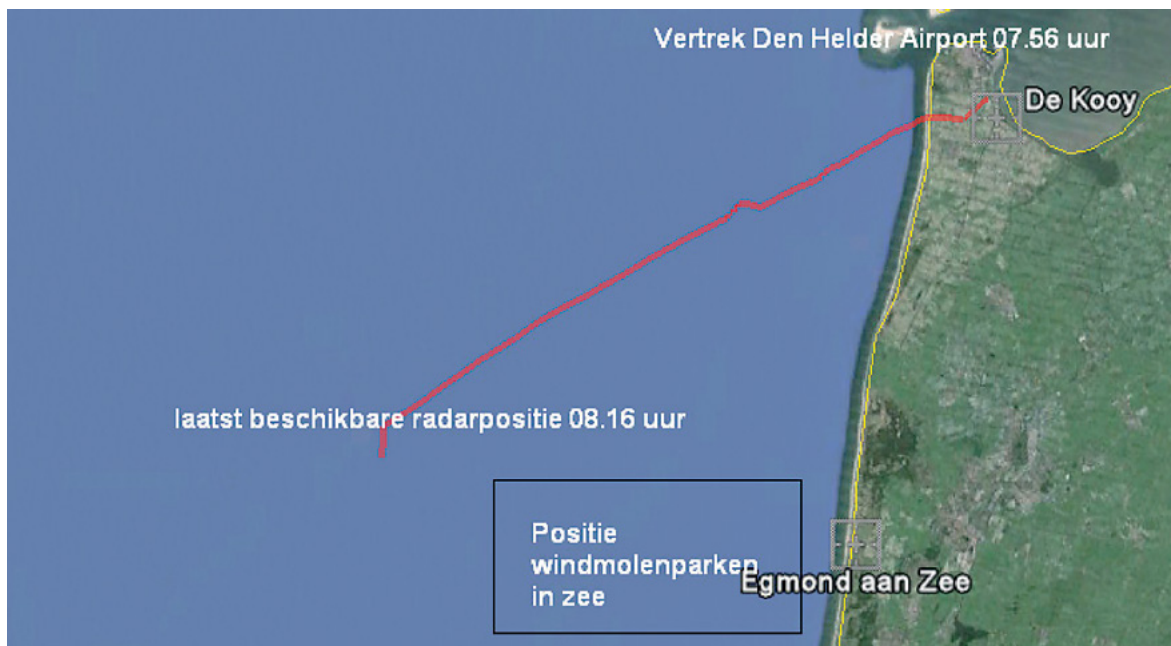 Vertrek Den Helder Airport 07.56 uur
De Kooy
laatst beschikbare radarpositie 08.16 uur
Positie
windmolenparken
in zee
Egmond aan Zee